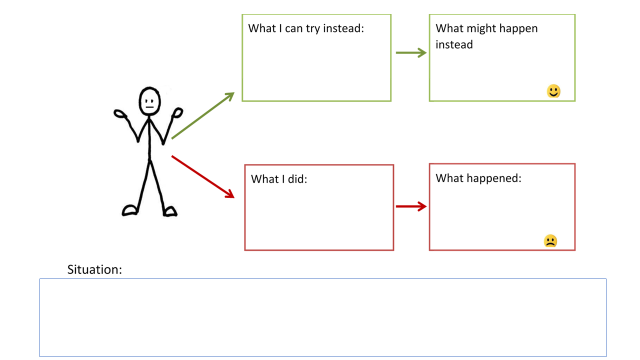 What I can try instead:
What might happen
instead
What I did:
What happened:
Situation: